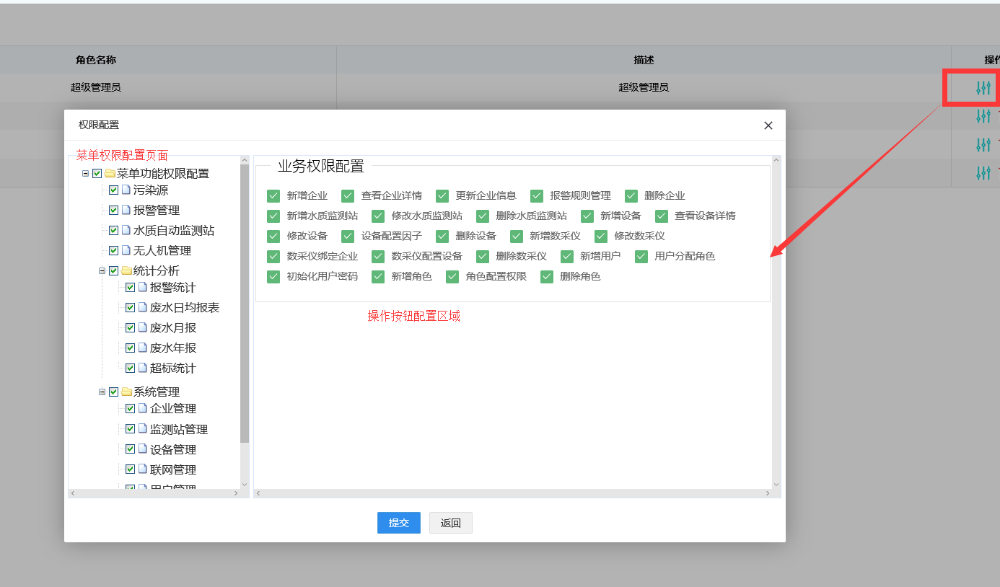 角色名称 描述 操作
超级管理员 超级管理员
权限配置
菜单权限配置页面
菜单功能权限配置
污染源
报警管理
水质自动监测站
无人机管理
统计分析
报警统计
废水日均报表
废水月报
废水年报
超标统计
系统管理
企业管理
监测站管理
设备管理
联网管理
用户管理
业务权限配置
新增企业 查看企业详情 更新企业信息 报警规则管理 删除企业
新增水质监测站 修改水质监测站 删除水质监测站 新增设备 查看设备详情
修改设备 设备配置因子 删除设备 新增数采仪 修改数采仪
数采仪绑定企业 数采仪配置设备 删除数采仪 新增用户 用户分配角色
初始化用户密码 新增角色 角色配置权限 删除角色
操作按钮配置区域
提交 返回